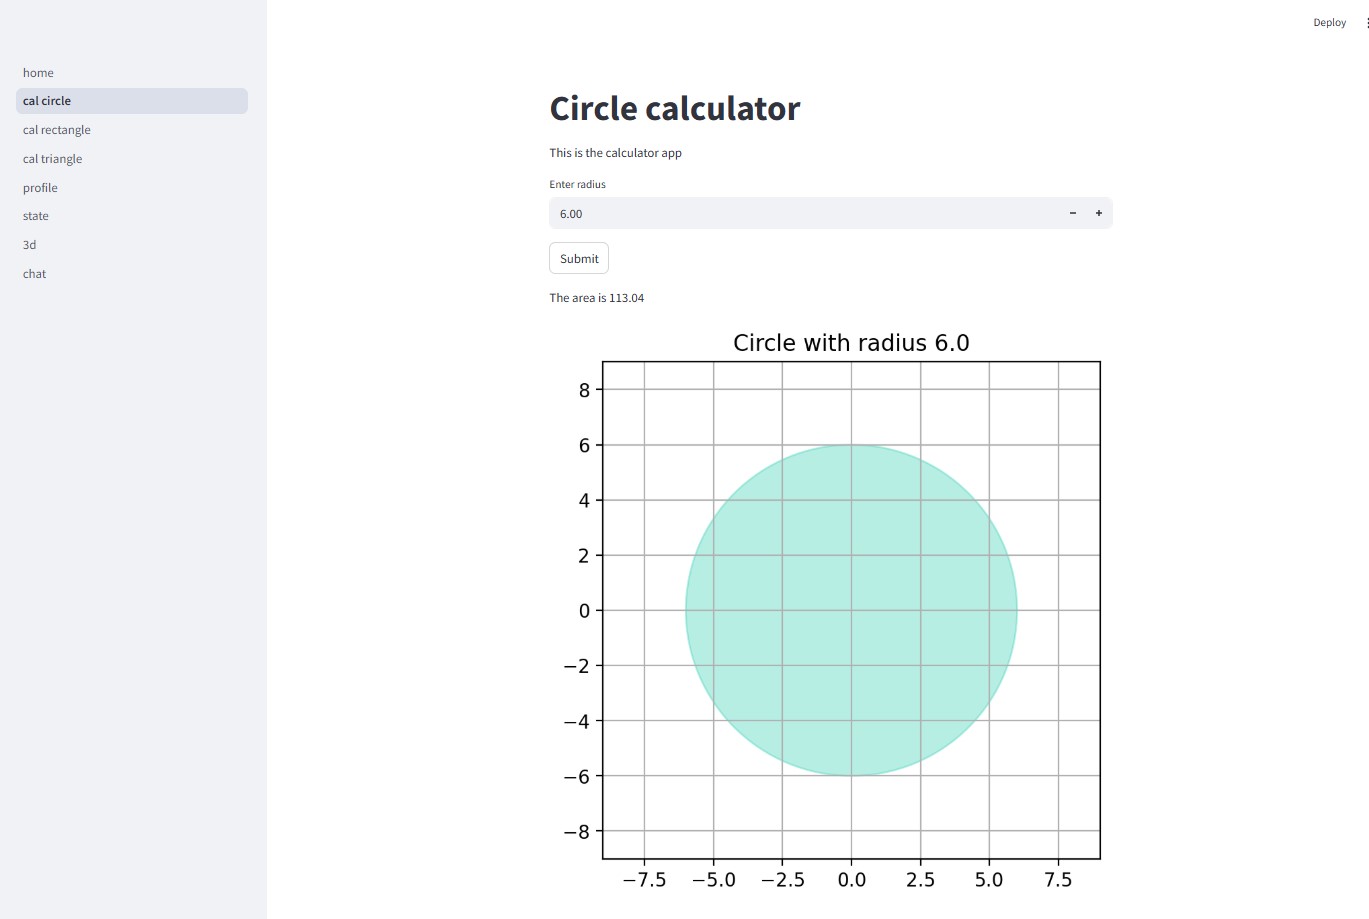 Deploy
home
cal circle
cal rectangle
cal triangle
profile
state
3d
chat
Circle calculator
This is the calculator app
Enter radius
6.00
Submit
The area is 113.04
Circle with radius 6.0
8
6
4
2
0
−2
−4
−6
−8
−7.5 −5.0 −2.5 0.0 2.5 5.0 7.5